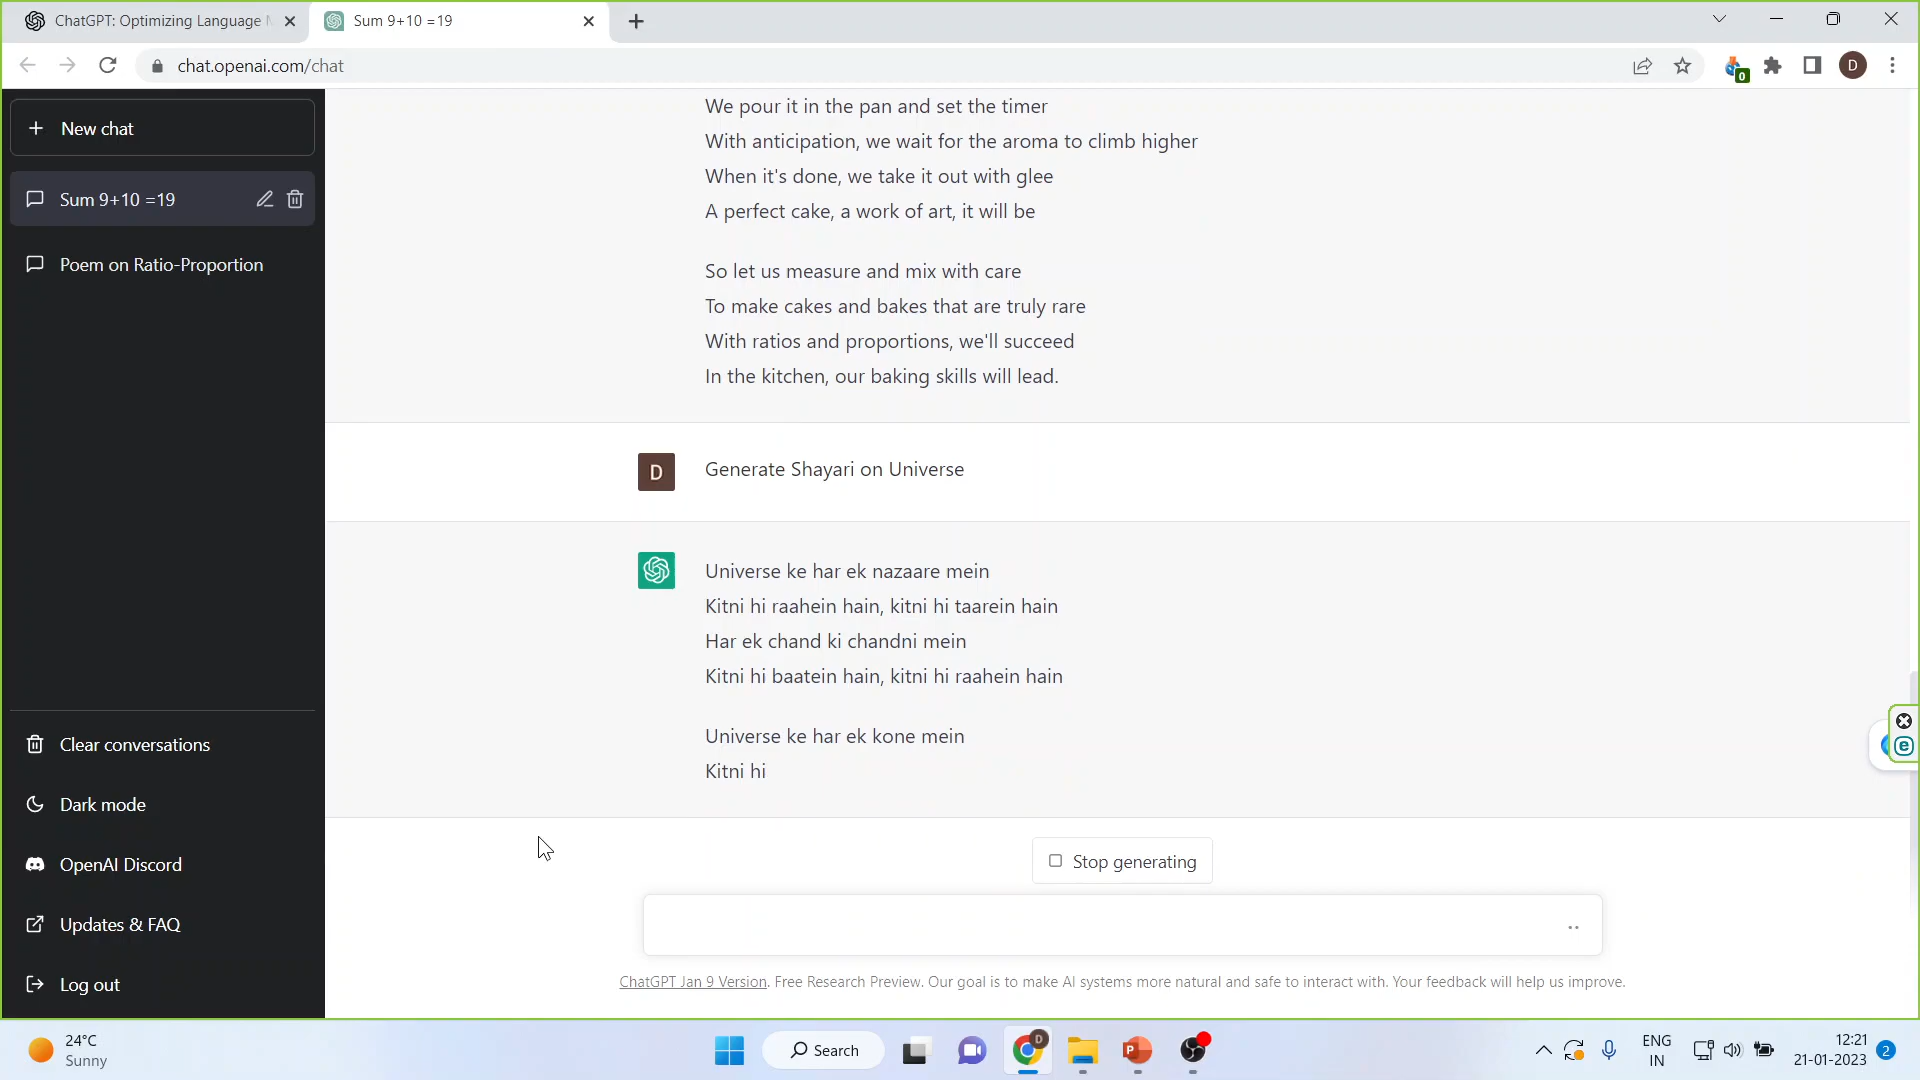 ChatGPT: Optimizing Language M
Sum 9+10 =19
chat.openai.com/chat
0
D
New chat
Sum 9+10 =19
Poem on Ratio-Proportion
Clear conversations
Dark mode
OpenAI Discord
Updates & FAQ
Log out
We pour it in the pan and set the timer
With anticipation, we wait for the aroma to climb higher
When it's done, we take it out with glee
A perfect cake, a work of art, it will be
So let us measure and mix with care
To make cakes and bakes that are truly rare
With ratios and proportions, we'll succeed
In the kitchen, our baking skills will lead.
D
Generate Shayari on Universe
Universe ke har ek nazaare mein
Kitni hi raahein hain, kitni hi taarein hain
Har ek chand ki chandni mein
Kitni hi baatein hain, kitni hi raahein hain
Universe ke har ek kone mein
Kitni hi
Stop generating
ChatGPT Jan 9 Version. Free Research Preview. Our goal is to make AI systems more natural and safe to interact with. Your feedback will help us improve.
24°C
Sunny
Search
D
P
ENG
IN
12:21
21-01-2023
2